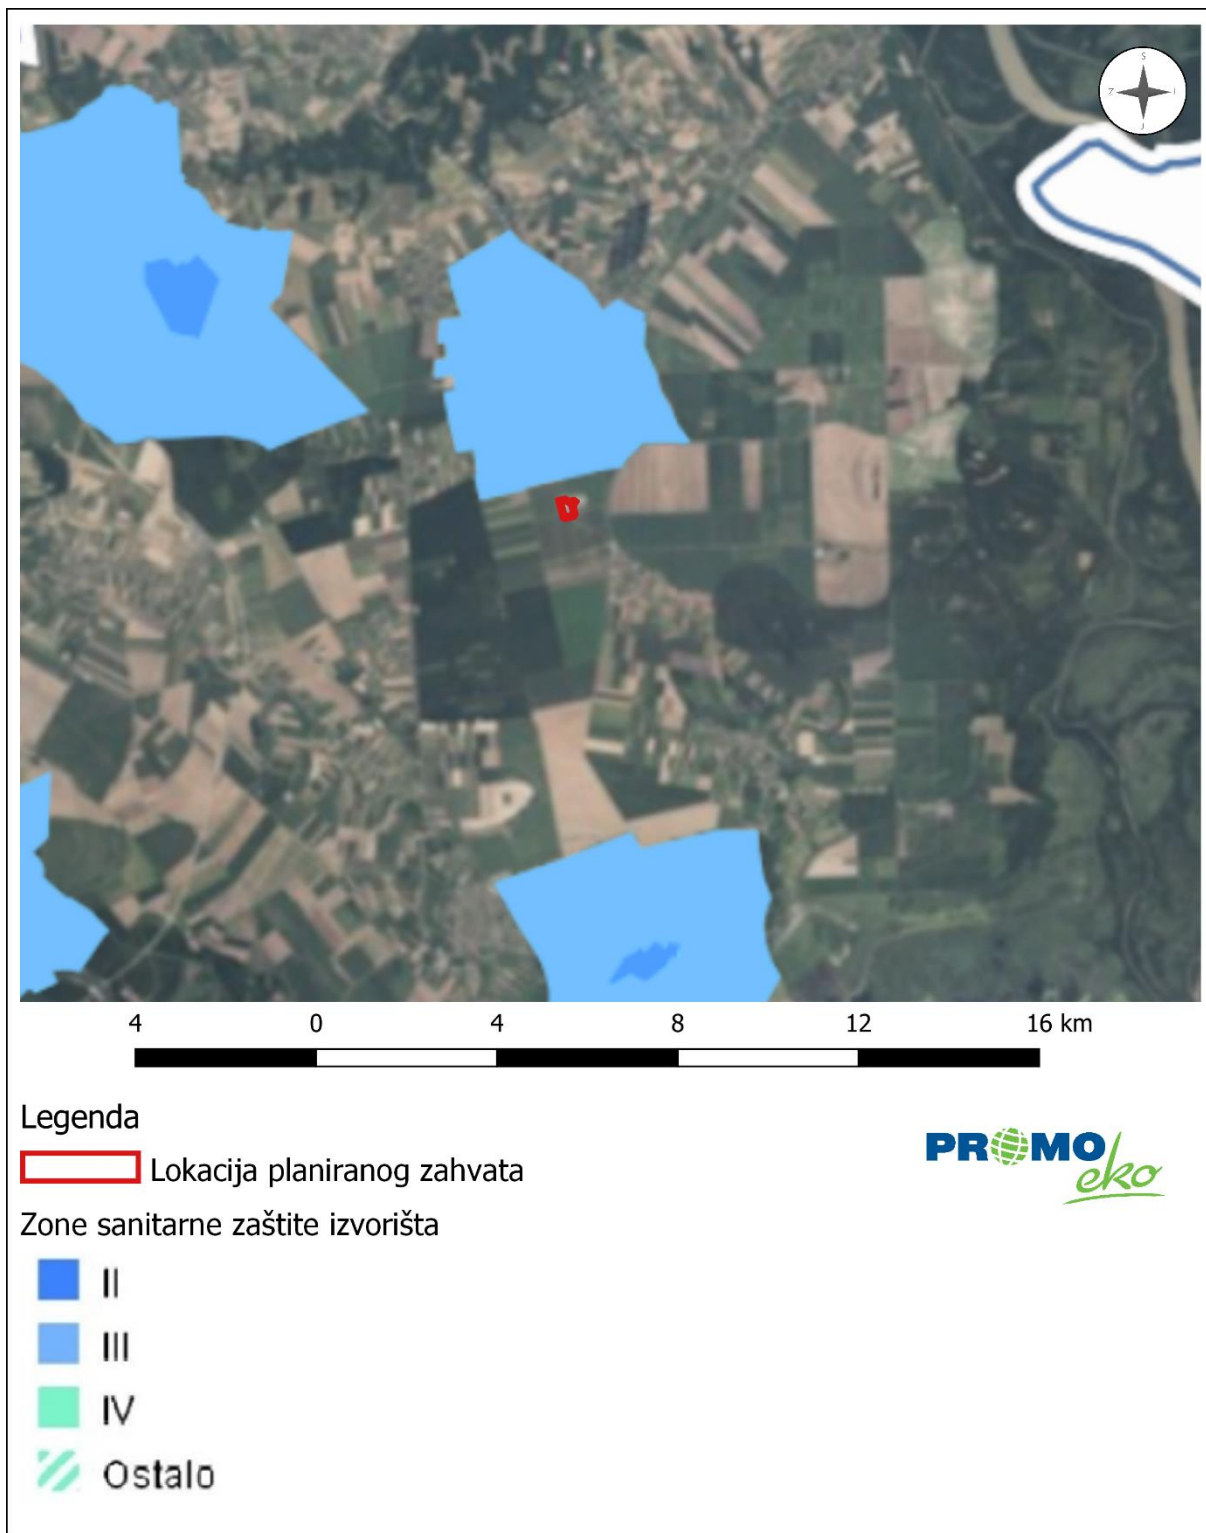 S
Z I
J
4 0 4 8 12 16 km
Legenda
Lokacija planiranog zahvata
PROMO
eko
Zone sanitarne zaštite izvorišta
II
III
IV
Ostalo